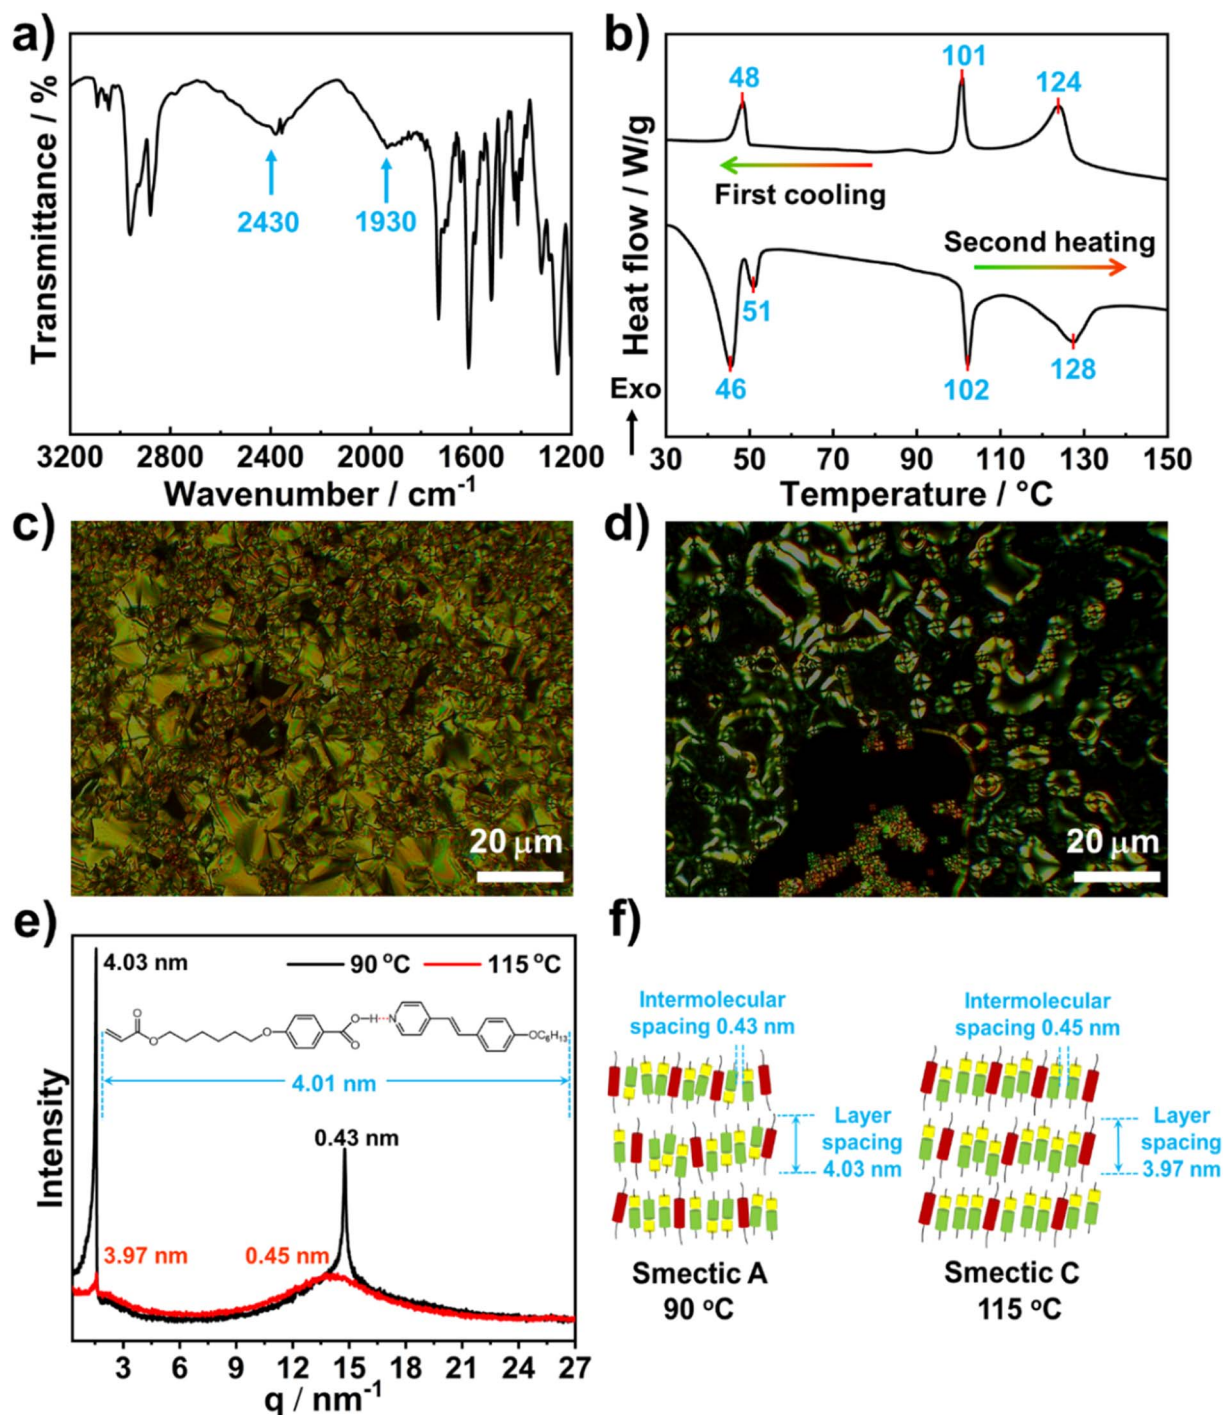 a)
Transmittance / %
2430
1930
3200 2800 2400 2000 1600 1200
Wavenumber / cm⁻¹
b)
Heat flow / W/g
Exo
48
101
124
First cooling
Second heating
51
46
102
128
30 50 70 90 110 130 150
Temperature / °C
c)
20 μm
d)
20 μm
e)
Intensity
4.03 nm
90 °C
115 °C
O
O
O
O
H
N
O
OC₆H₁₃
4.01 nm
0.43 nm
3.97 nm
0.45 nm
3 6 9 12 15 18 21 24 27
q / nm⁻¹
f)
Intermolecular
spacing 0.43 nm
Layer
spacing
4.03 nm
Smectic A
90 °C
Intermolecular
spacing 0.45 nm
Layer
spacing
3.97 nm
Smectic C
115 °C